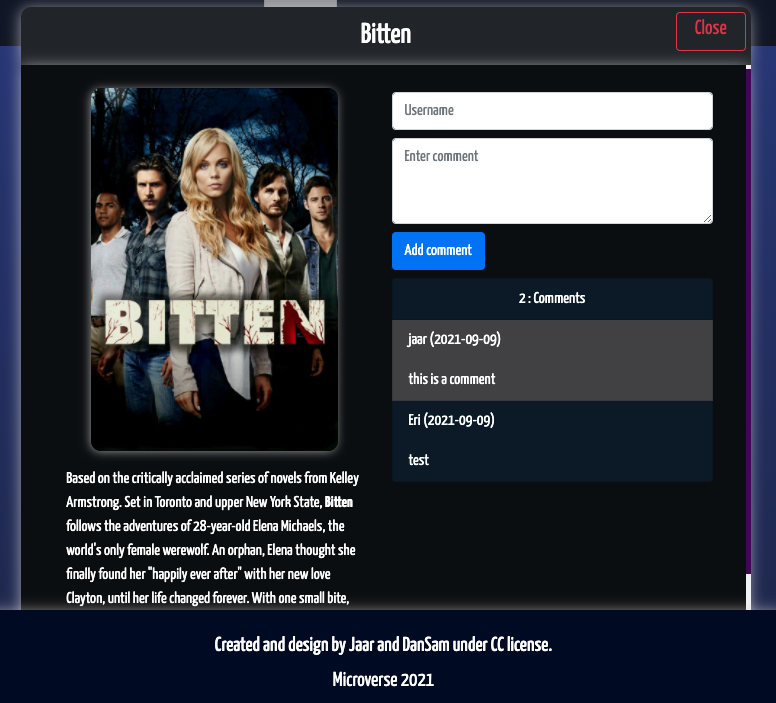 Bitten
Close
BITTEN
Based on the critically acclaimed series of novels from Kelley
Armstrong. Set in Toronto and upper New York State, Bitten
follows the adventures of 28-year-old Elena Michaels, the
world's only female werewolf. An orphan, Elena thought she
finally found her "happily ever after" with her new love
Clayton, until her life changed forever. With one small bite,
Username
Enter comment
Add comment
2 : Comments
jaar (2021-09-09)
this is a comment
Eri (2021-09-09)
test
Created and design by Jaar and DanSam under CC license.
Microverse 2021